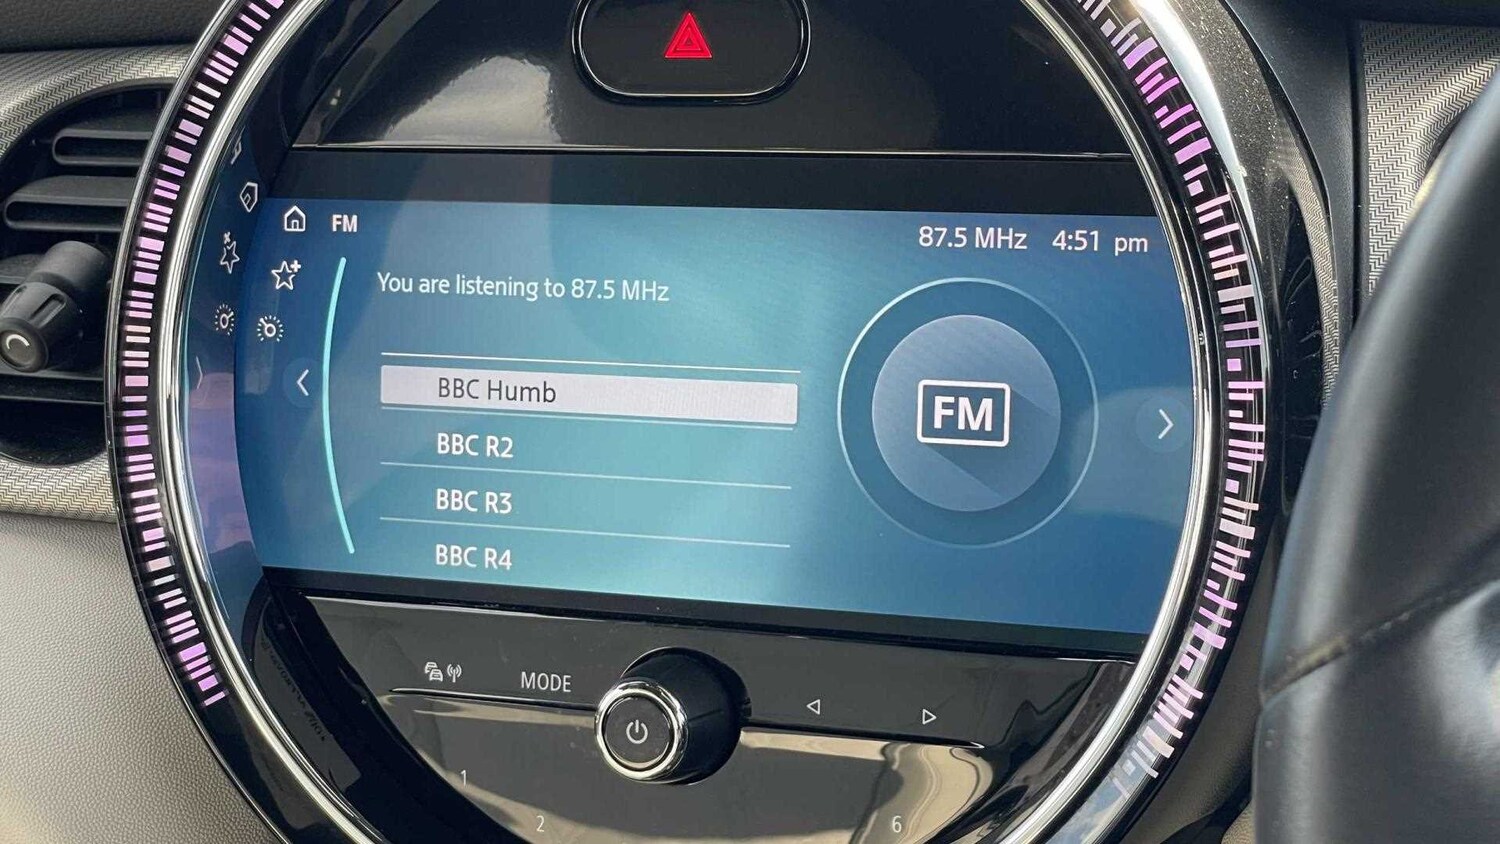 FM
87.5 MHz 4:51 pm
You are listening to 87.5 MHz
BBC Humb
BBC R2
BBC R3
BBC R4
FM
MODE
1
2
6